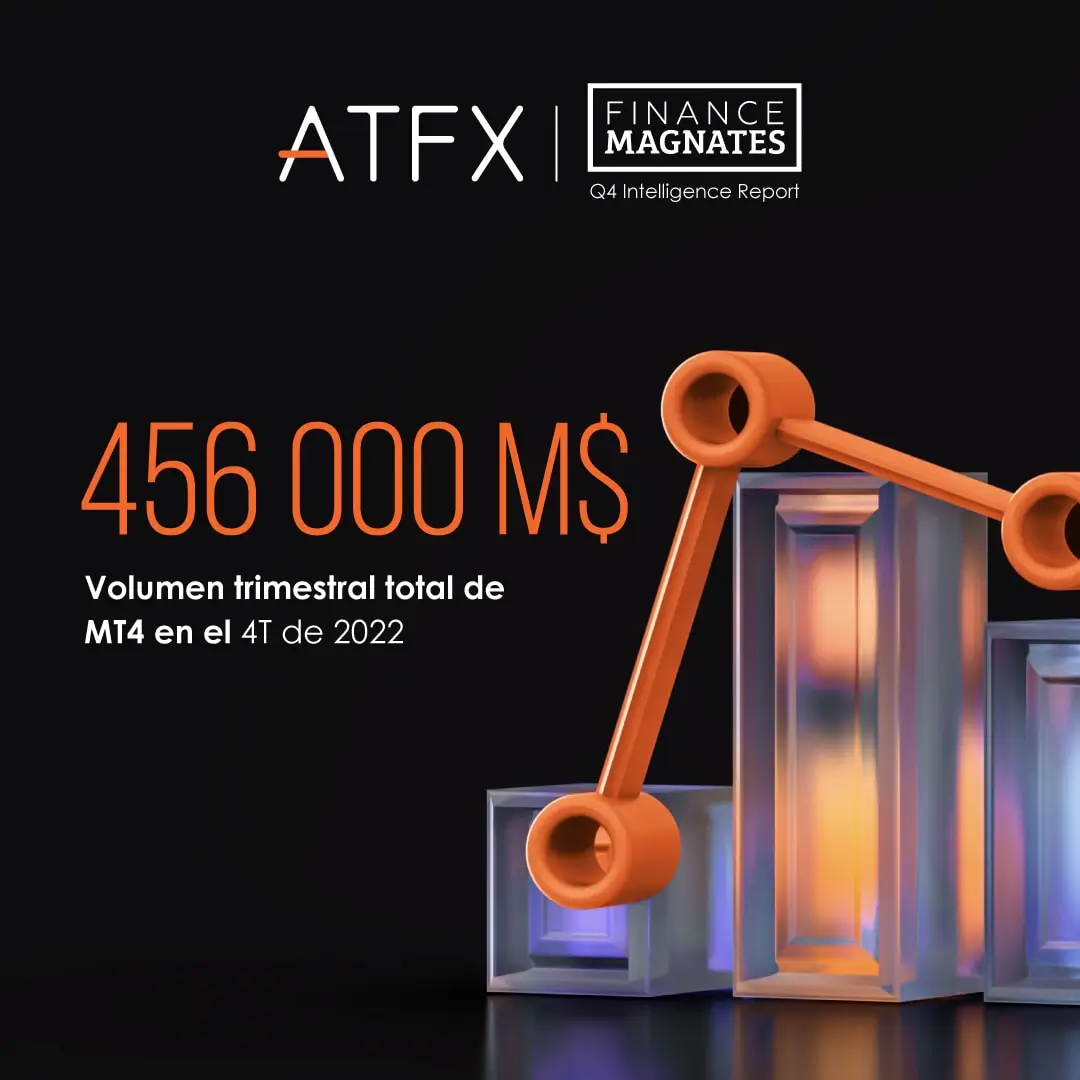 ATFX
FINANCE
MAGNATES
Q4 Intelligence Report
456 000 M$
Volumen trimestral total de
MT4 en el 4T de 2022